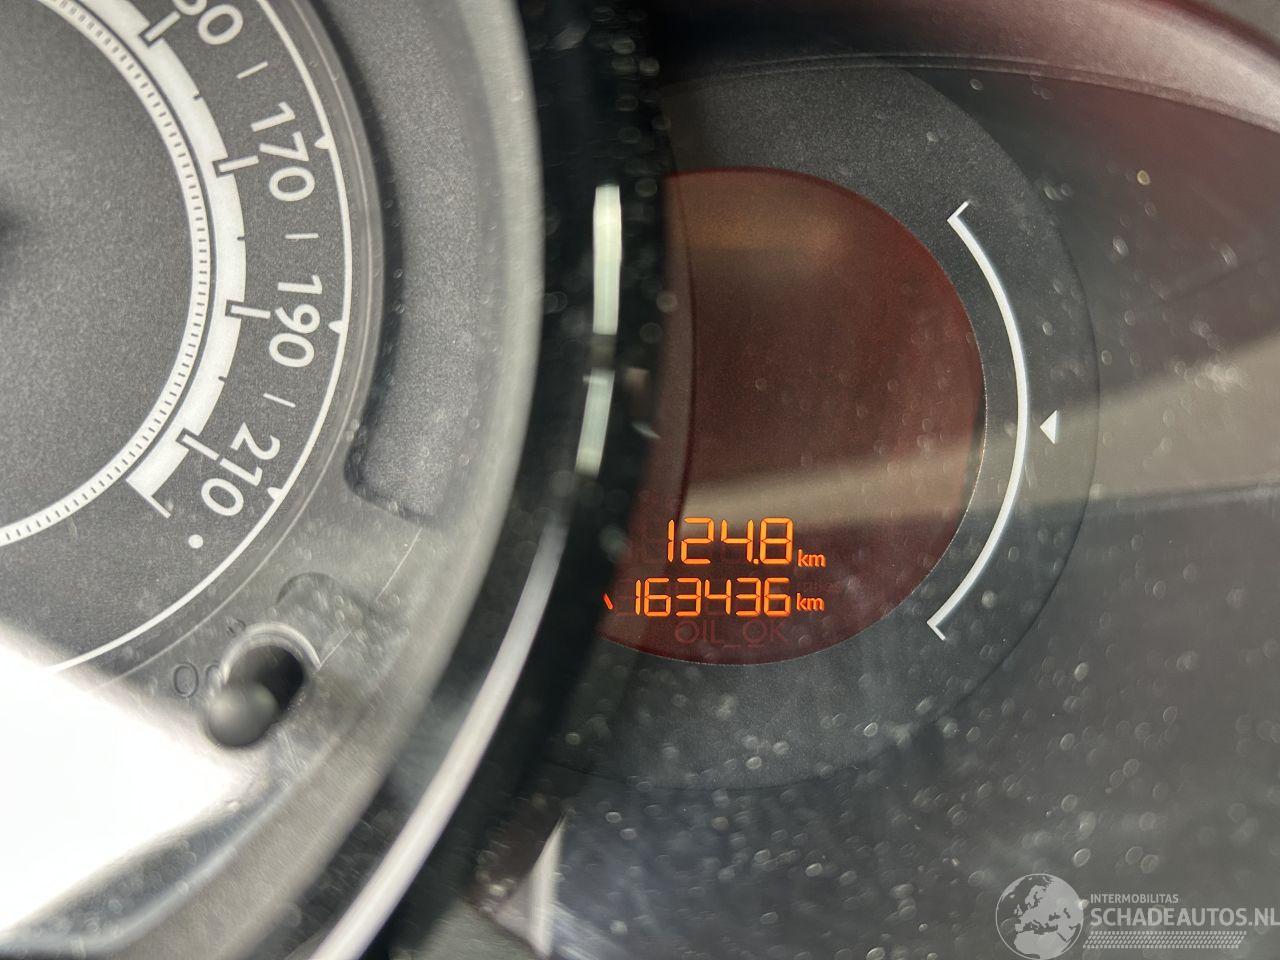 170
190
210
124.8 km
163436 km
OIL_OK
INTERMOBILITAS
SCHADEAUTOS.NL